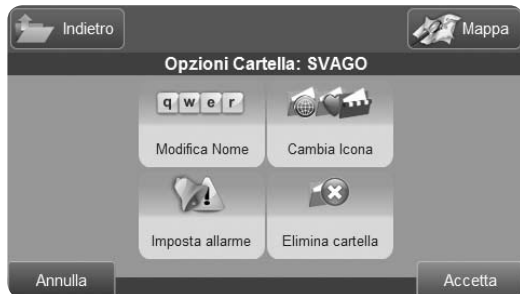 Indietro Mappa
Opzioni Cartella: SVAGO
q w e r
Modifica Nome Cambia Icona
Imposta allarme Elimina cartella
Annulla Accetta